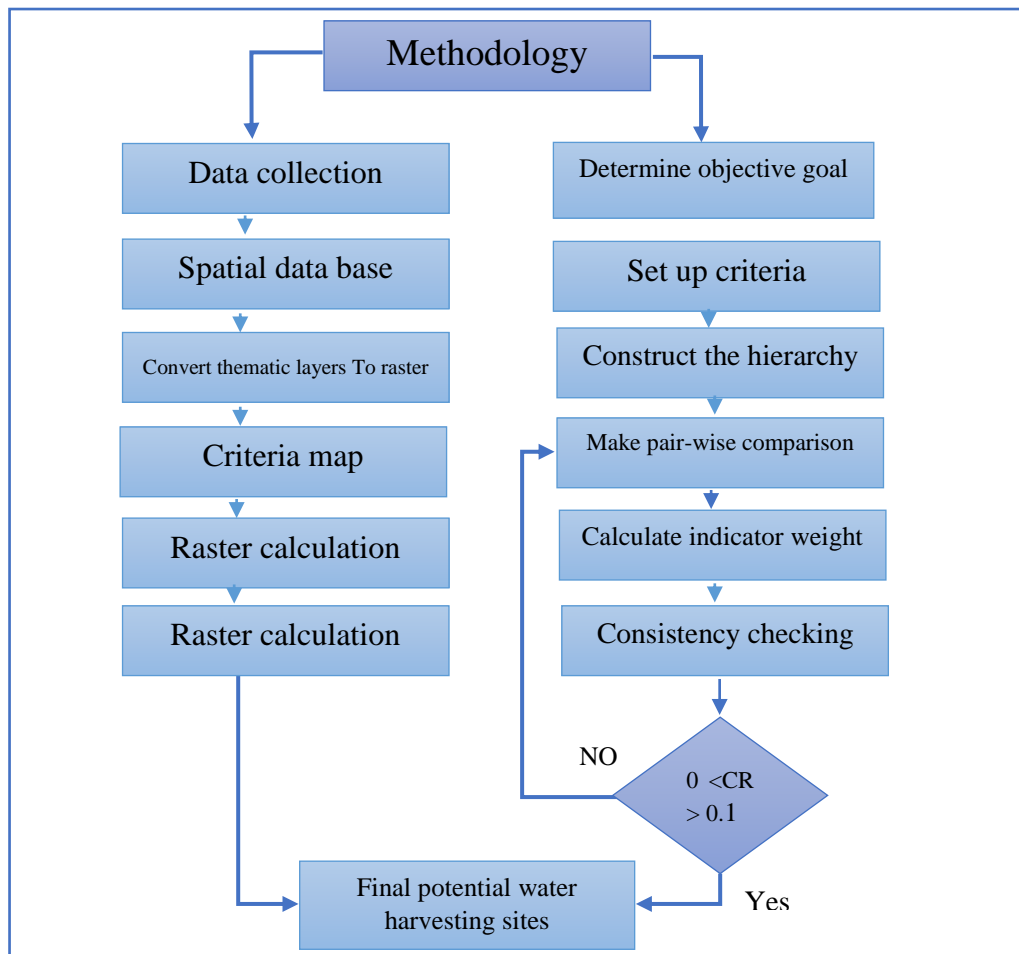 Methodology
Data collection
Spatial data base
Convert thematic layers To raster
Criteria map
Raster calculation
Raster calculation
Determine objective goal
Set up criteria
Construct the hierarchy
Make pair-wise comparison
Calculate indicator weight
Consistency checking
NO
0 <CR
> 0.1
Yes
Final potential water
harvesting sites